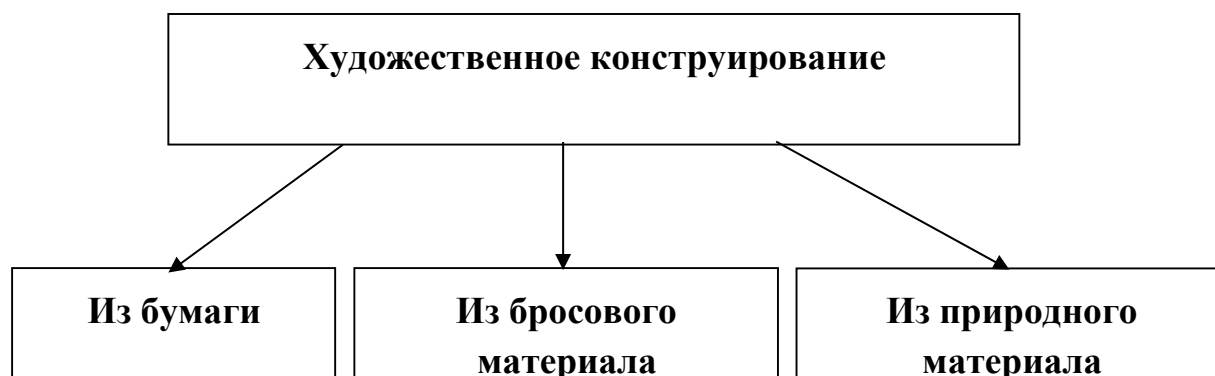 Художественное конструирование
Из бумаги
Из бросового
материала
Из природного
материала